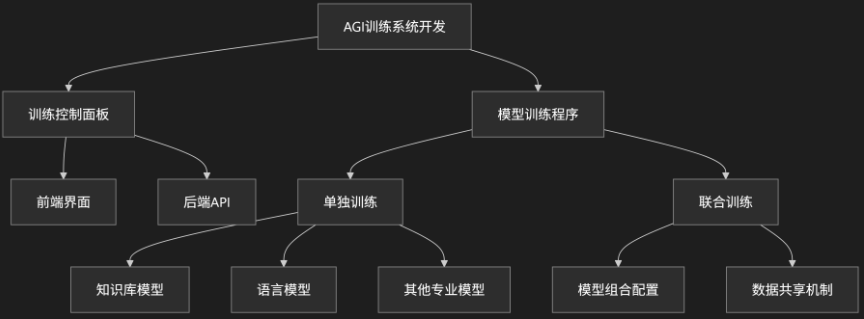 AGI训练系统开发
训练控制面板
模型训练程序
前端界面
后端API
单独训练
联合训练
知识库模型
语言模型
其他专业模型
模型组合配置
数据共享机制